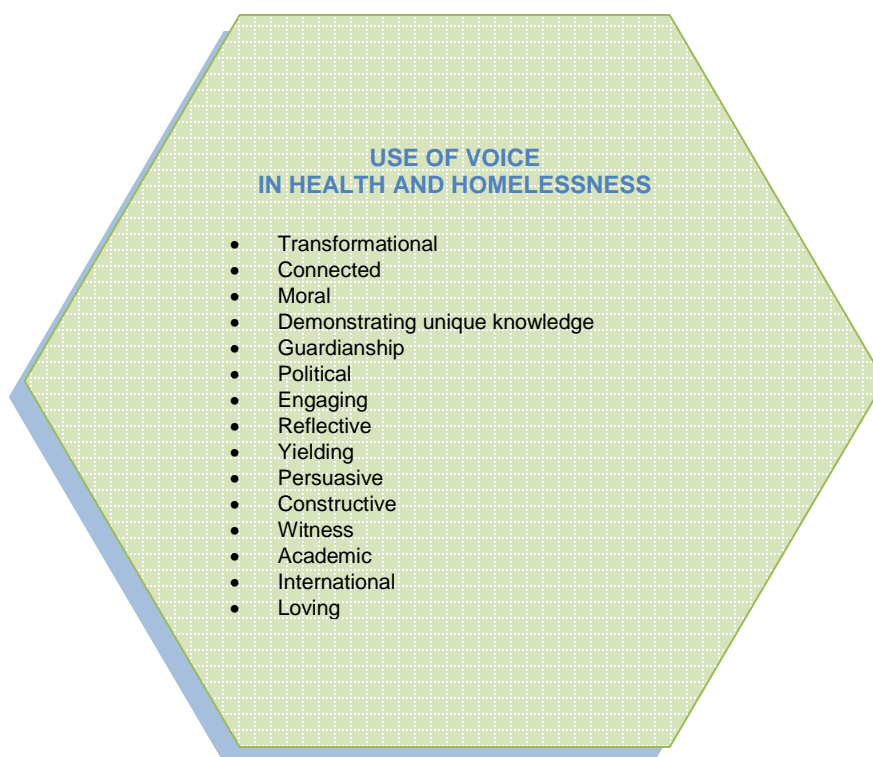 USE OF VOICE
IN HEALTH AND HOMELESSNESS
• Transformational
• Connected
• Moral
• Demonstrating unique knowledge
• Guardianship
• Political
• Engaging
• Reflective
• Yielding
• Persuasive
• Constructive
• Witness
• Academic
• International
• Loving